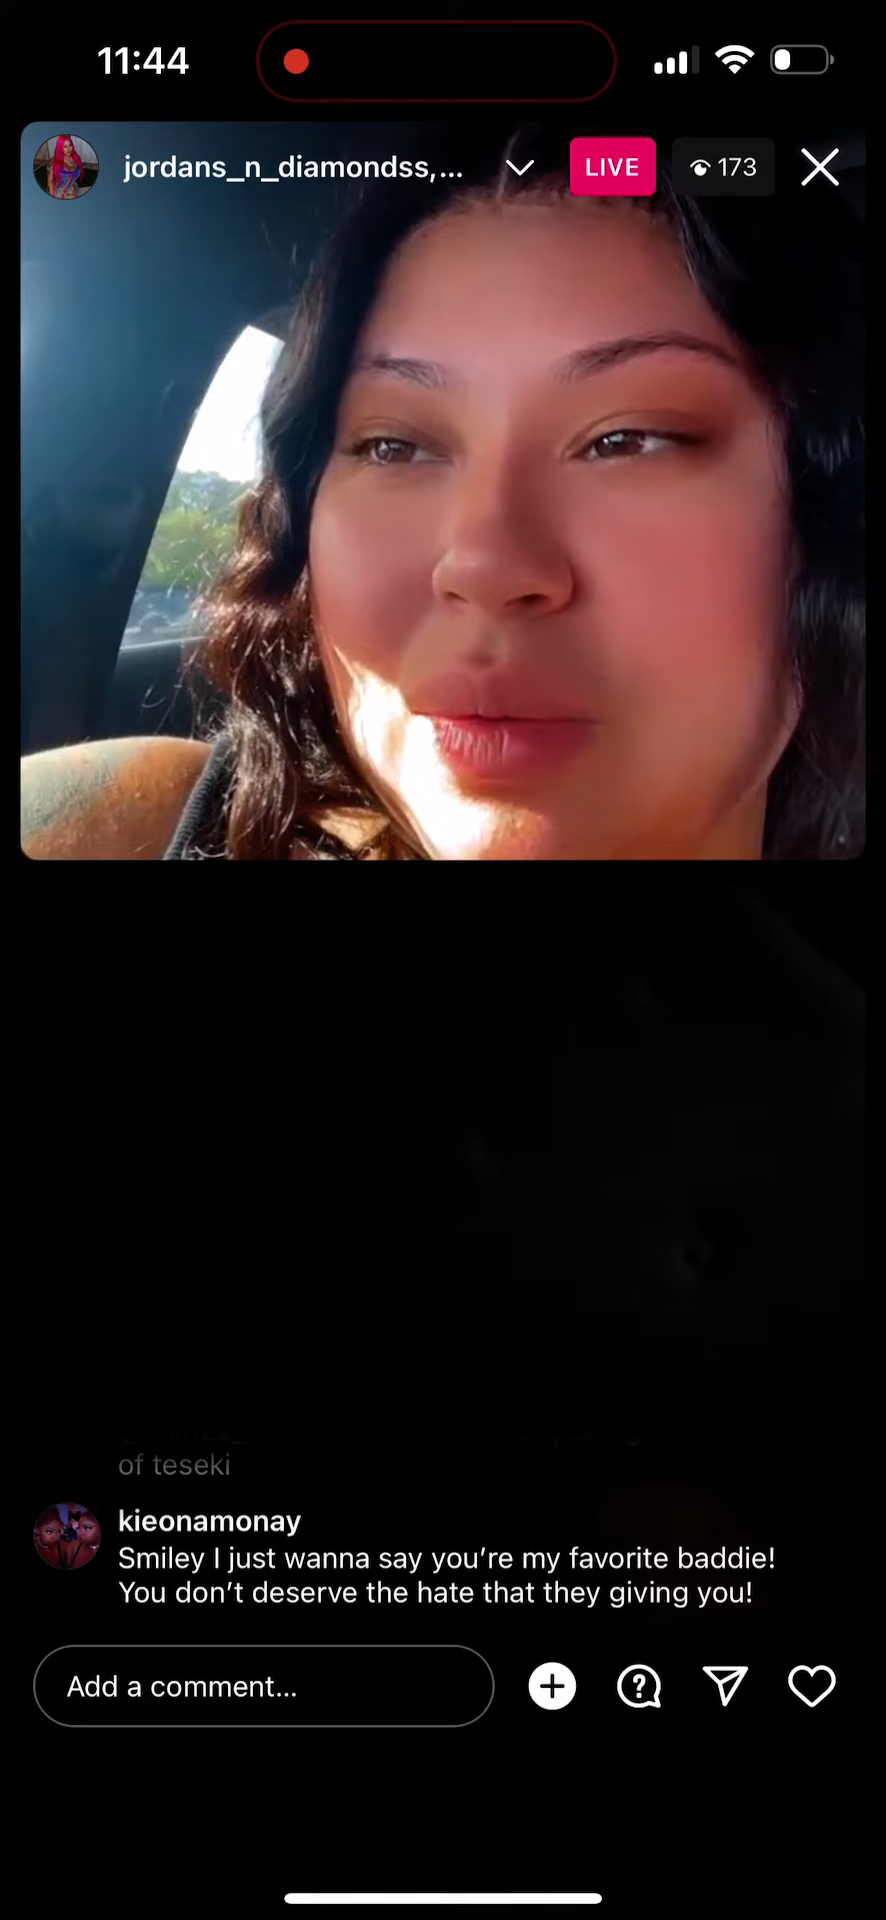 11:44
jordans_n_diamondss,...
LIVE
173
of teseki
kieonamonay
Smiley I just wanna say you’re my favorite baddie!
You don’t deserve the hate that they giving you!
Add a comment...